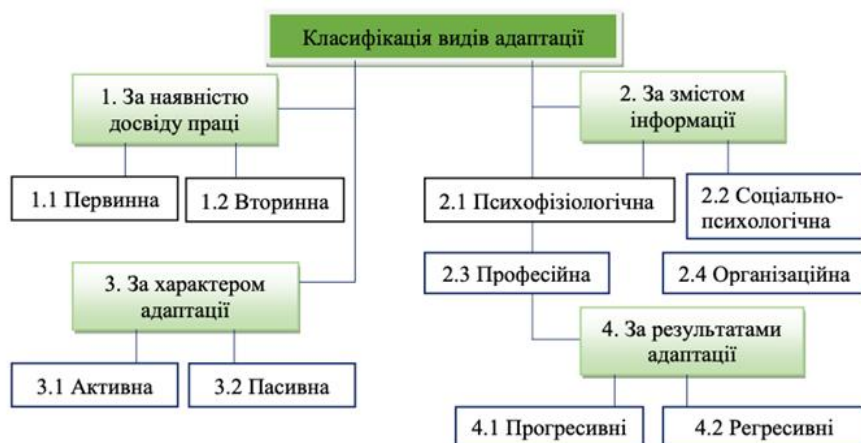 Класифікація видів адаптації
1. За наявністю
досвіду праці
2. За змістом
інформації
1.1 Первинна
1.2 Вторинна
2.1 Психофізіологічна
2.2 Соціально-
психологічна
2.3 Професійна
2.4 Організаційна
3. За характером
адаптації
4. За результатами
адаптації
3.1 Активна
3.2 Пасивна
4.1 Прогресивні
4.2 Регресивні